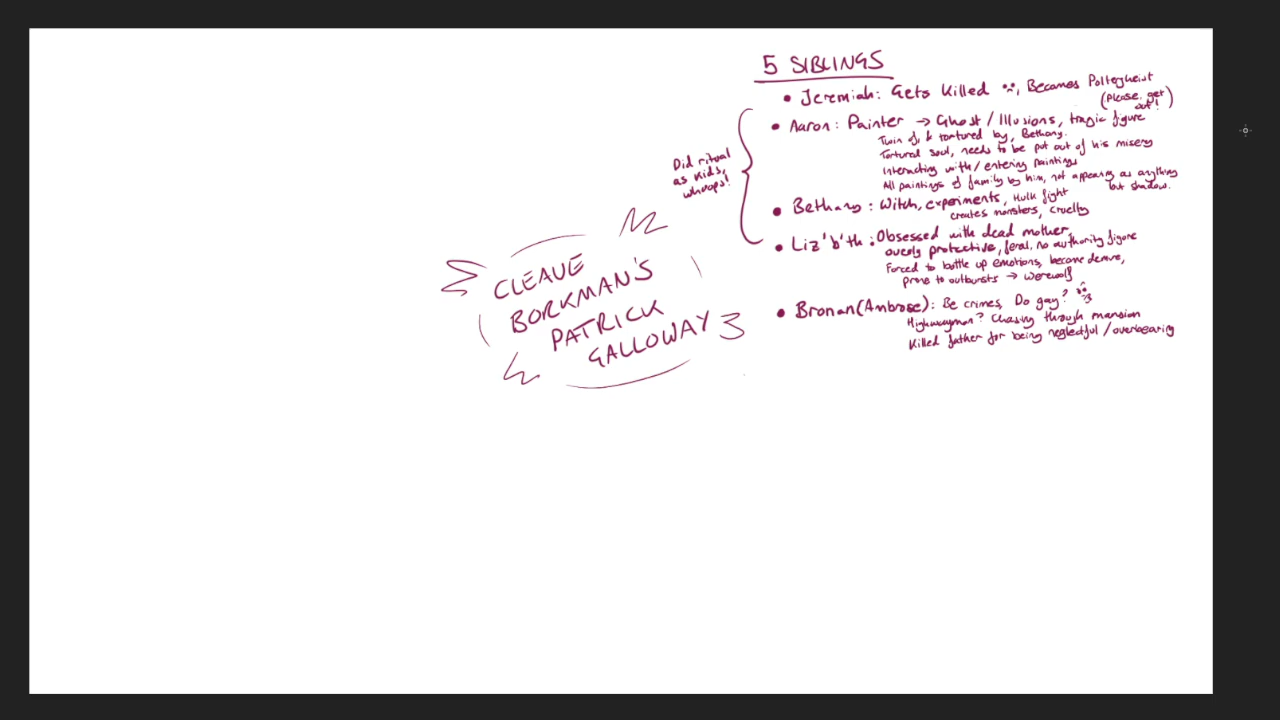 5 SIBLINGS
• Jeremiah: Gets Killed :(, Becomes Poltergheist
(Please, get out!)
• Aaron: Painter → Ghost / Illusions, tragic figure
Twin of, & tortured by, Bethany.
Tortured soul, needs to be put out of his misery
Interacting with / entering paintings
All paintings of family by him, not appearing as anything
but shadow.
Did ritual
as kids,
whoops!
• Bethany: Witch, experiments, Hulk fight
creates monsters, cruelty
• Liz'b'th: Obsessed with dead mother,
overly protective, feral, no authority figure
Forced to bottle up emotions, become demure,
prone to outbursts → werewolf
• Bronan (Ambrose): Be crimes, Do gay?
Highwayman? Chasing through mansion
Killed father for being neglectful / overbearing
CLEAVE
BORKMAN'S
PATRICK
GALLOWAY 3